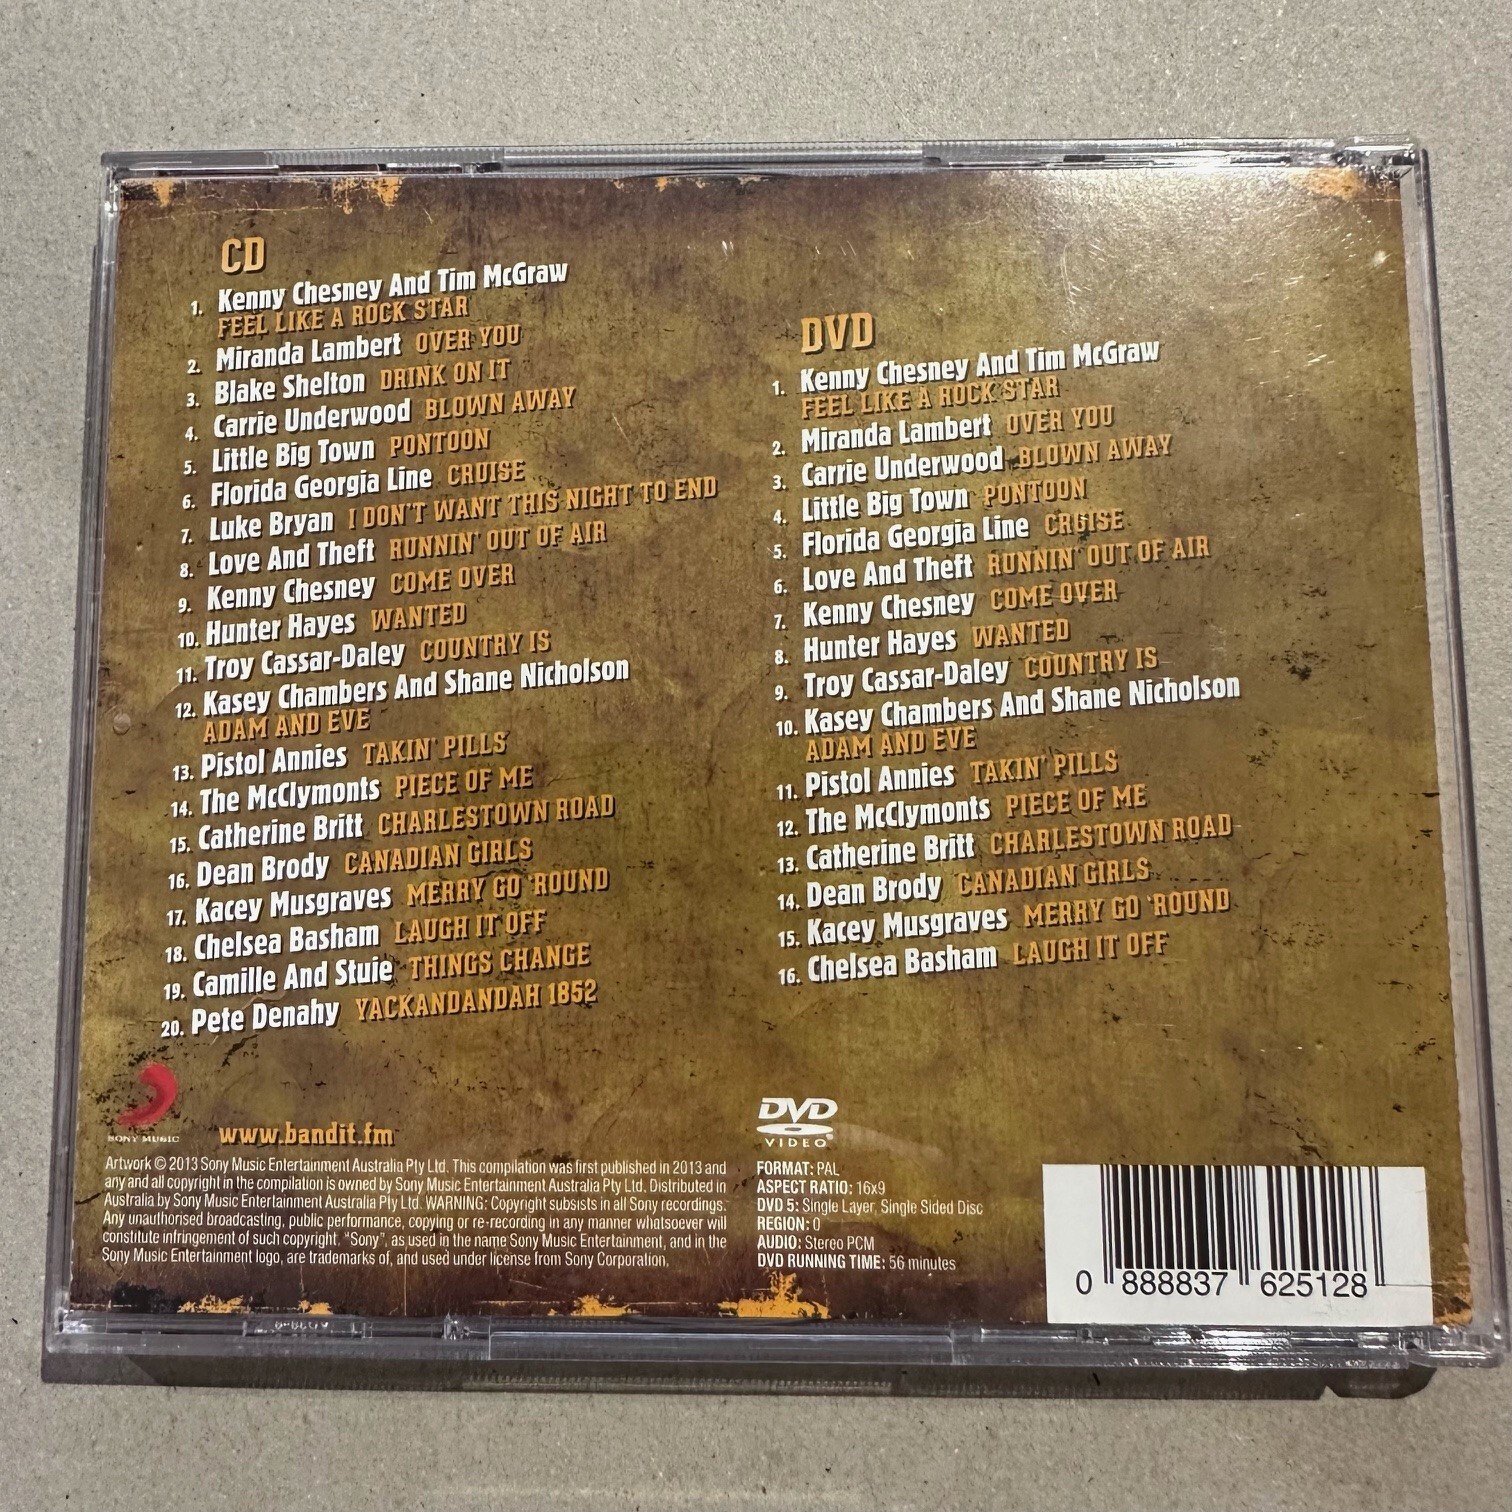 CD
1. Kenny Chesney And Tim McGraw
FEEL LIKE A ROCK STAR
2. Miranda Lambert OVER YOU
3. Blake Shelton DRINK ON IT
4. Carrie Underwood BLOWN AWAY
5. Little Big Town PONTOON
6. Florida Georgia Line CRUISE
7. Luke Bryan I DON'T WANT THIS NIGHT TO END
8. Love And Theft RUNNIN' OUT OF AIR
9. Kenny Chesney COME OVER
10. Hunter Hayes WANTED
11. Troy Cassar-Daley COUNTRY IS
12. Kasey Chambers And Shane Nicholson
ADAM AND EVE
13. Pistol Annies TAKIN' PILLS
14. The McClymonts PIECE OF ME
15. Catherine Britt CHARLESTOWN ROAD
16. Dean Brody CANADIAN GIRLS
17. Kacey Musgraves MERRY GO 'ROUND
18. Chelsea Basham LAUGH IT OFF
19. Camille And Stuie THINGS CHANGE
20. Pete Denahy YACKANDANDAH 1852
DVD
1. Kenny Chesney And Tim McGraw
FEEL LIKE A ROCK STAR
2. Miranda Lambert OVER YOU
3. Carrie Underwood BLOWN AWAY
4. Little Big Town PONTOON
5. Florida Georgia Line CRUISE
6. Love And Theft RUNNIN' OUT OF AIR
7. Kenny Chesney COME OVER
8. Hunter Hayes WANTED
9. Troy Cassar-Daley COUNTRY IS
10. Kasey Chambers And Shane Nicholson
ADAM AND EVE
11. Pistol Annies TAKIN' PILLS
12. The McClymonts PIECE OF ME
13. Catherine Britt CHARLESTOWN ROAD
14. Dean Brody CANADIAN GIRLS
15. Kacey Musgraves MERRY GO 'ROUND
16. Chelsea Basham LAUGH IT OFF
SONY MUSIC
www.bandit.fm
Artwork © 2013 Sony Music Entertainment Australia Pty Ltd. This compilation was first published in 2013 and
any and all copyright in the compilation is owned by Sony Music Entertainment Australia Pty Ltd. Distributed in
Australia by Sony Music Entertainment Australia Pty Ltd. WARNING: Copyright subsists in all Sony recordings.
Any unauthorised broadcasting, public performance, copying or re-recording in any manner whatsoever will
constitute infringement of such copyright. "Sony", as used in the name Sony Music Entertainment, and in the
Sony Music Entertainment logo, are trademarks of, and used under license from Sony Corporation.
DVD
VIDEO
FORMAT: PAL
ASPECT RATIO: 16x9
DVD 5: Single Layer, Single Sided Disc
REGION: 0
AUDIO: Stereo PCM
DVD RUNNING TIME: 56 minutes
0 888837 625128